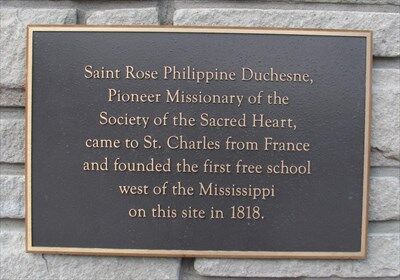 Saint Rose Philippine Duchesne,
Pioneer Missionary of the
Society of the Sacred Heart,
came to St. Charles from France
and founded the first free school
west of the Mississippi
on this site in 1818.